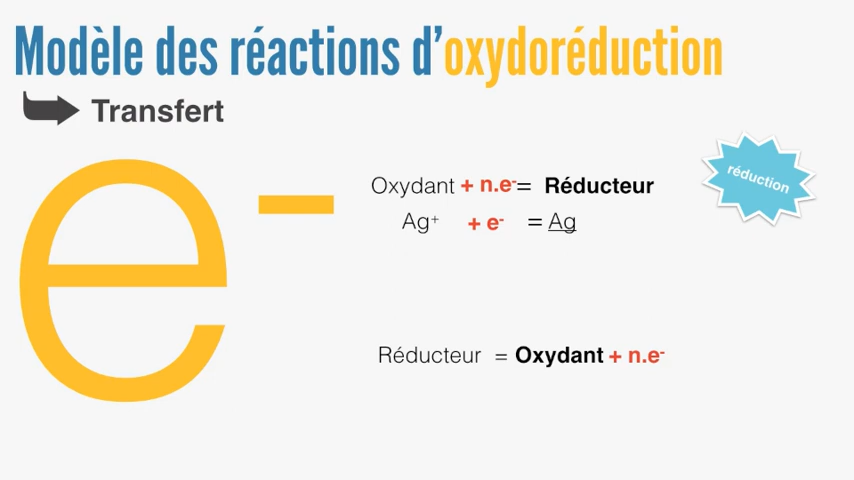 Modèle des réactions d'oxydoréduction
Transfert
e-
Oxydant + n.e- = Réducteur
réduction
Ag+ + e- = Ag
Réducteur = Oxydant + n.e-